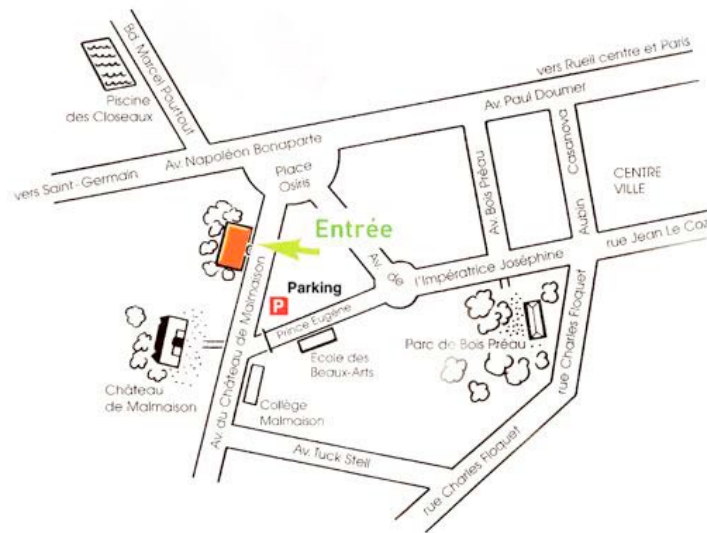 Bd. Marcel Pourtout
Piscine
des Closeaux
vers Rueil centre et Paris
Av. Paul Doumer
Av. Napoléon Bonaparte
vers Saint-Germain
Place
Osiris
Av. Bois Préau
Aubin Casanova
CENTRE
VILLE
rue Jean Le Coz
Entrée
Av. de l'Impératrice Joséphine
P
Parking
Prince Eugène
Ecole des
Beaux-Arts
Parc de Bois Préau
rue Charles Floquet
Château
de Malmaison
Av. du Château de Malmaison
Collège
Malmaison
Av. Tuck Stell
rue Charles Floquet